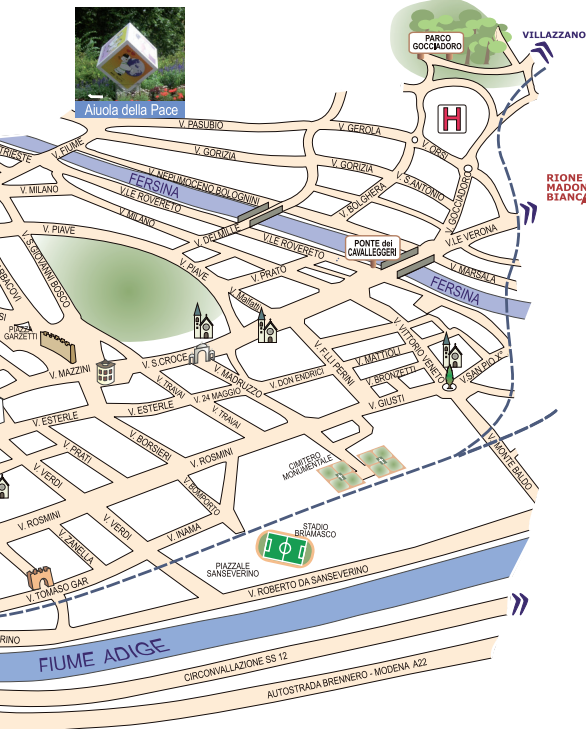 PARCO
GOCCIADORO
VILLAZZANO
Aiuola della Pace
V. PASUBIO
V. GEROLA
H
V. ORSI
TRIESTE
V. FIUME
V. GORIZIA
V. GORIZIA
V. S.ANTONIO
RIONE
MADON
BIANCA
V. MILANO
FERSINA
V. NEPUMOCENO BOLOGNINI
V.LE ROVERETO
V. BOLGHERA
V. GOCCIADORO
V. MILANO
V. PIAVE
V. DEI MILLE
V.LE ROVERETO
PONTE dei
CAVALLEGGERI
V.LE VERONA
V. S.GIOVANNI BOSCO
V. PIAVE
V. PRATO
V. MARSALA
FERSINA
V. Malfatti
PIAZZA
GARZETTI
V. S.CROCE
V. MADRUZZO
V. F.LLI PERINI
V. MATTIOLI
V. VITTORIO VENETO
V. MAZZINI
V. TRAVAI
V. DON ENDRICI
V. BRONZETTI
V. SAN PIO X°
V. 24 MAGGIO
V. ESTERLE
V. ESTERLE
V. TRAVAI
V. GIUSTI
V. BORSIERI
V. PRATI
V. ROSMINI
CIMITERO
MONUMENTALE
V. MONTE BALDO
V. VERDI
V. BOMPORTO
V. ROSMINI
V. VERDI
V. INAMA
STADIO
BRIAMASCO
V. ZANELLA
PIAZZALE
SANSEVERINO
V. TOMASO GAR
V. ROBERTO DA SANSEVERINO
RINO
FIUME ADIGE
CIRCONVALLAZIONE SS 12
AUTOSTRADA BRENNERO - MODENA A22